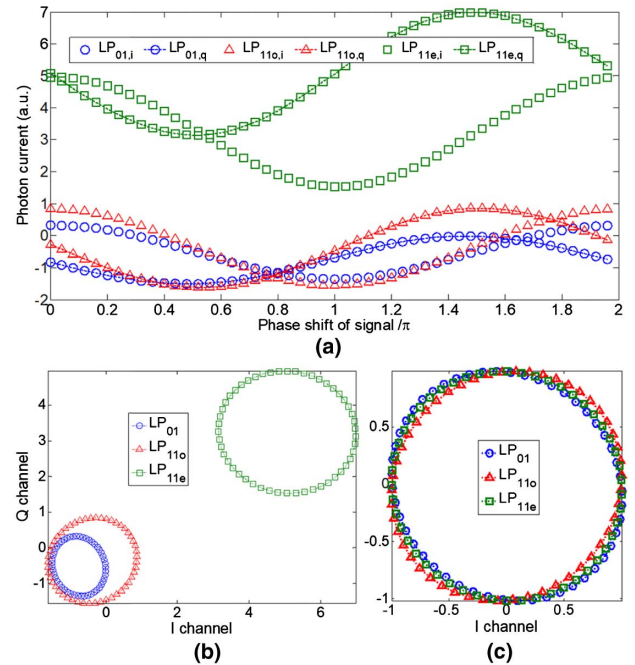 7
6
5
4
3
2
1
0
-1
-2
LP01,i LP01,q LP11o,i LP11o,q LP11e,i LP11e,q
Photon current (a.u.)
0 0.2 0.4 0.6 0.8 1 1.2 1.4 1.6 1.8 2
Phase shift of signal /π
(a)
4
3
2
1
0
-1
Q channel
LP01
LP11o
LP11e
0 2 4 6
I channel
(b)
0.5
0
-0.5
-1
LP01
LP11o
LP11e
-1 -0.5 0 0.5
I channel
(c)